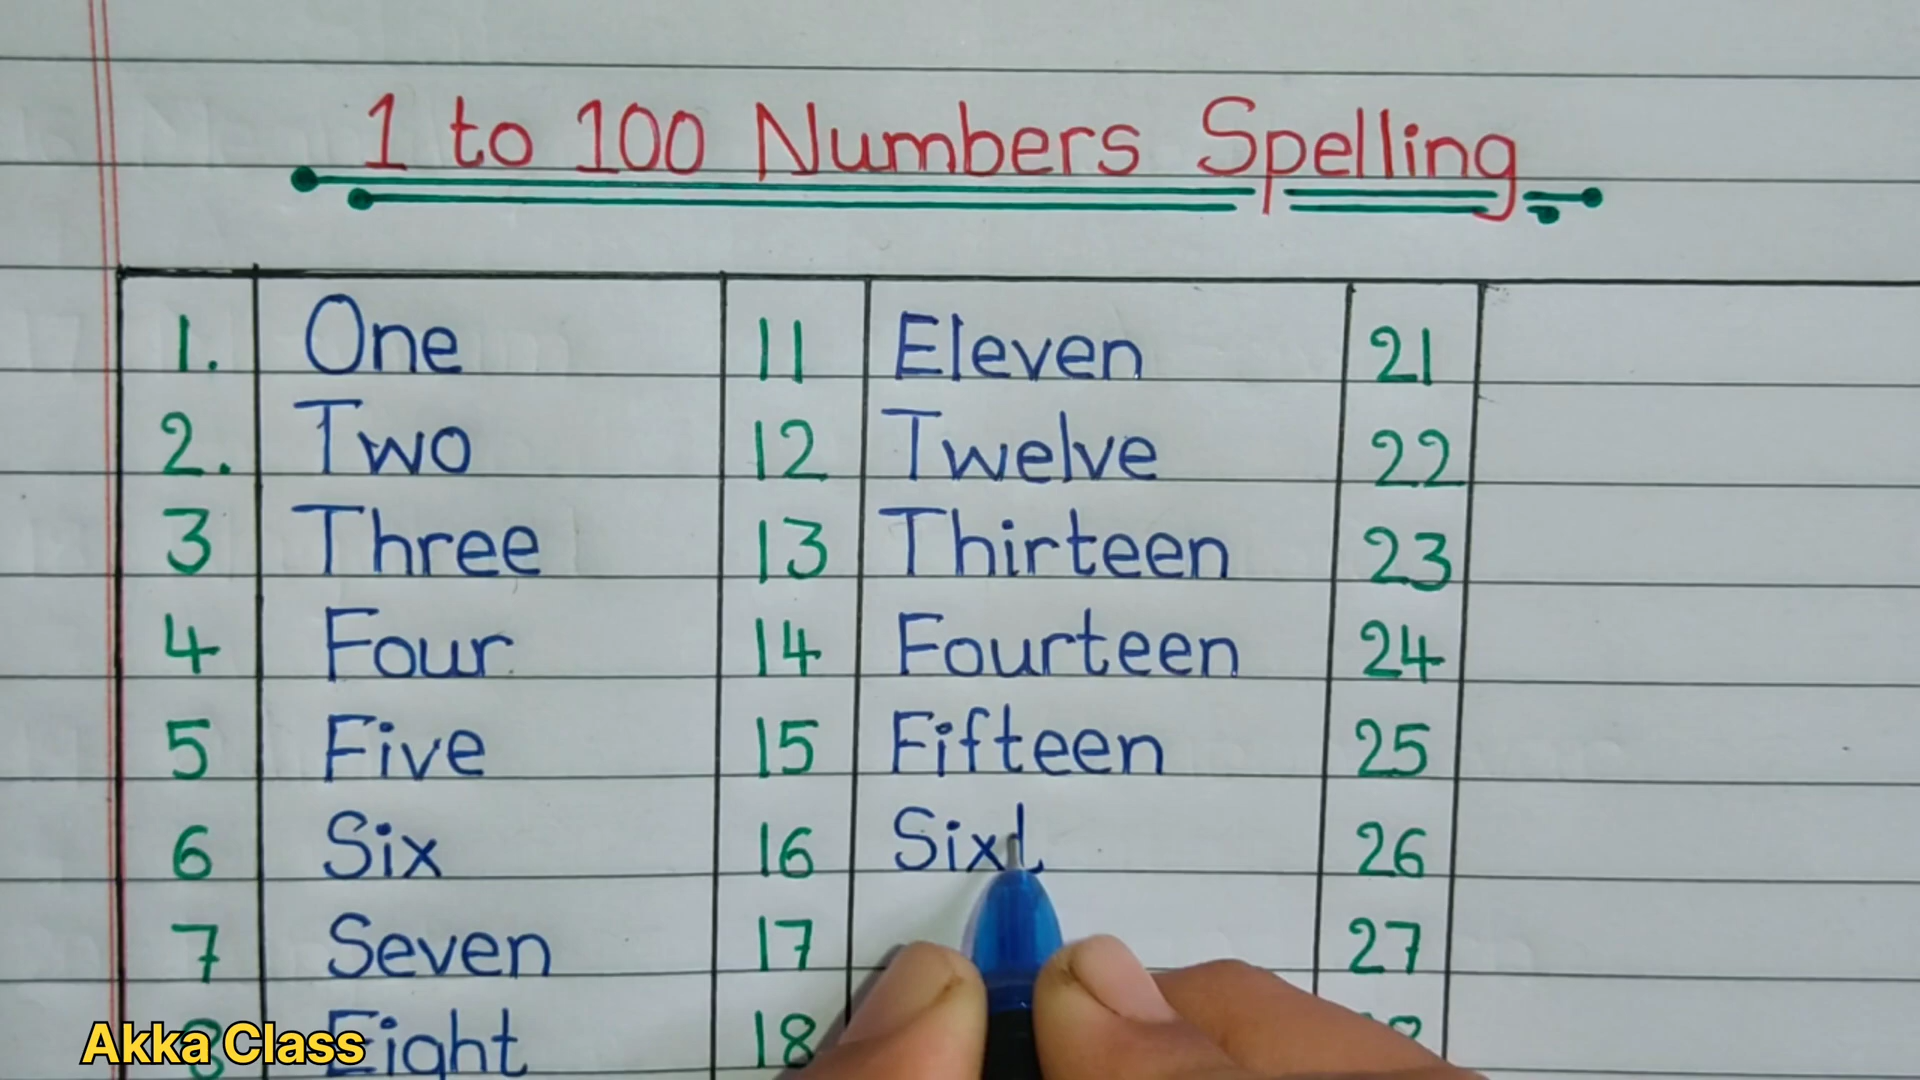 1 to 100 Numbers Spelling
1. One 11 Eleven 21
2. Two 12 Twelve 22
3 Three 13 Thirteen 23
4 Four 14 Fourteen 24
5 Five 15 Fifteen 25
6 Six 16 Sixt 26
7 Seven 17 27
8 Eight 18
Akka Class